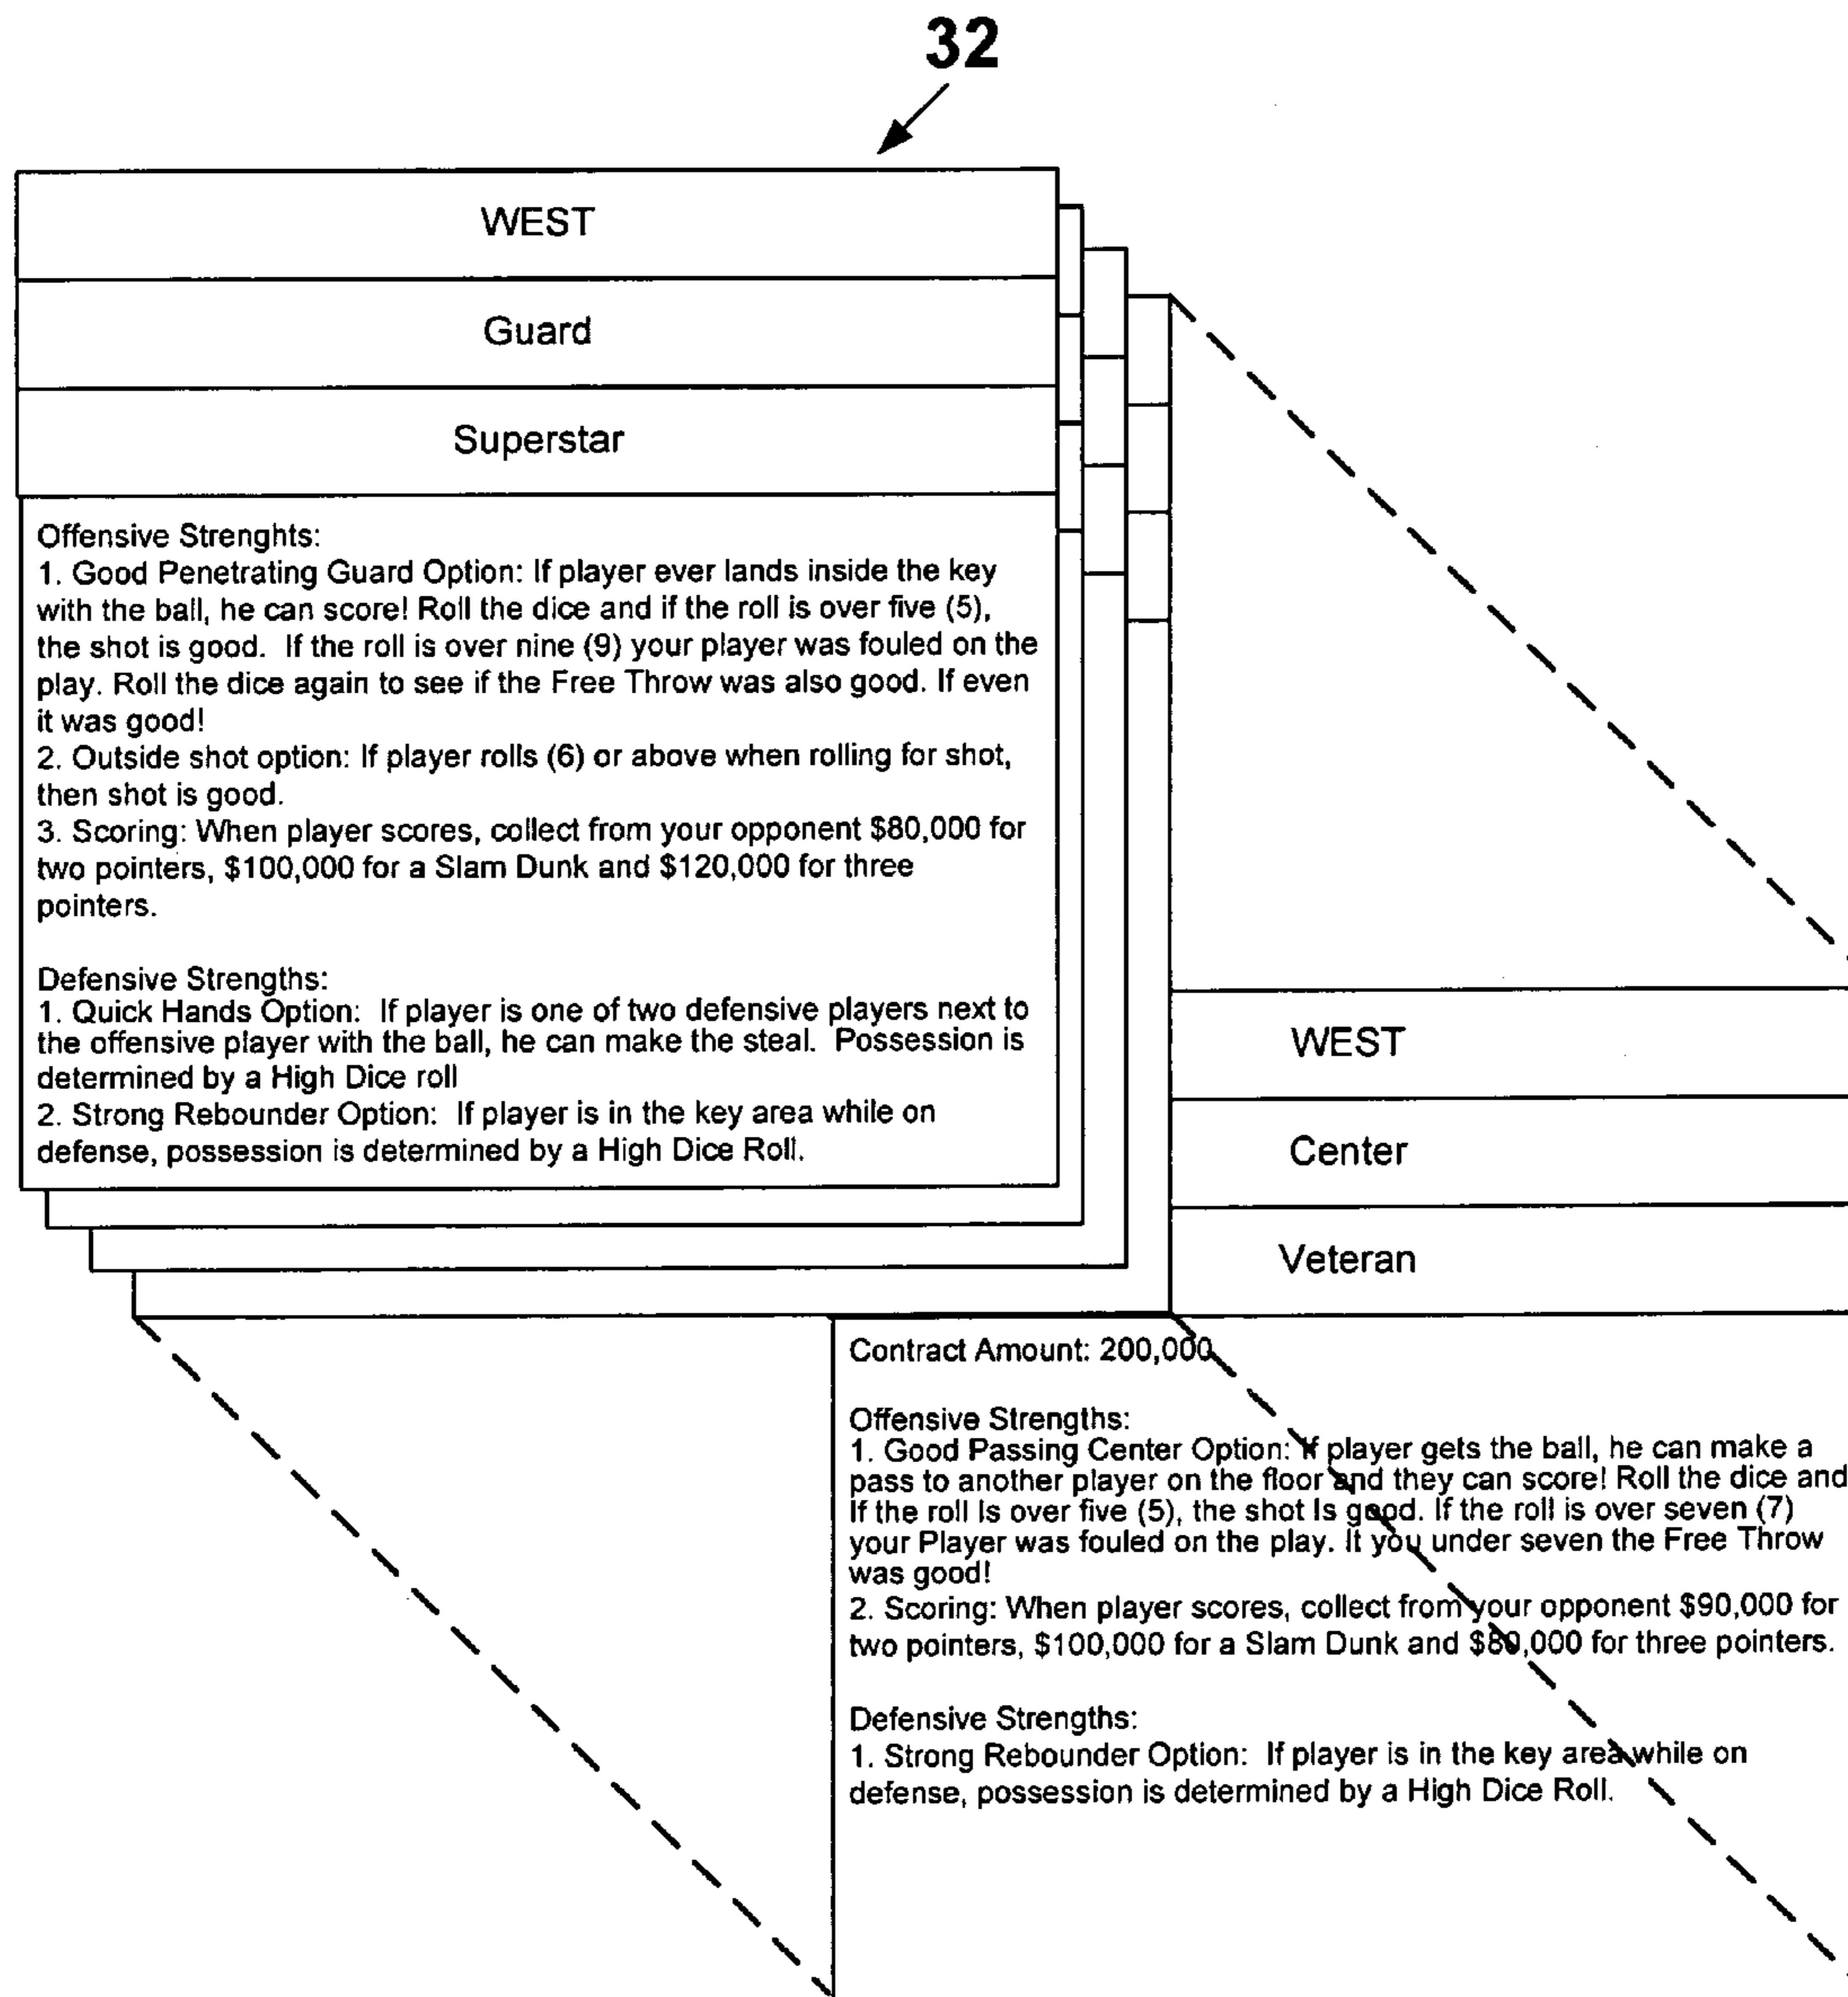 32
WEST
Guard
Superstar
Offensive Strenghts:
1. Good Penetrating Guard Option: If player ever lands inside the key
with the ball, he can score! Roll the dice and if the roll is over five (5),
the shot is good. If the roll is over nine (9) your player was fouled on the
play. Roll the dice again to see if the Free Throw was also good. If even
it was good!
2. Outside shot option: If player rolls (6) or above when rolling for shot,
then shot is good.
3. Scoring: When player scores, collect from your opponent $80,000 for
two pointers, $100,000 for a Slam Dunk and $120,000 for three
pointers.
Defensive Strengths:
1. Quick Hands Option: If player is one of two defensive players next to
the offensive player with the ball, he can make the steal. Possession is
determined by a High Dice roll
2. Strong Rebounder Option: If player is in the key area while on
defense, possession is determined by a High Dice Roll.
WEST
Center
Veteran
Contract Amount: 200,000
Offensive Strengths:
1. Good Passing Center Option: If player gets the ball, he can make a
pass to another player on the floor and they can score! Roll the dice and
If the roll Is over five (5), the shot Is good. If the roll is over seven (7)
your Player was fouled on the play. It you under seven the Free Throw
was good!
2. Scoring: When player scores, collect from your opponent $90,000 for
two pointers, $100,000 for a Slam Dunk and $80,000 for three pointers.
Defensive Strengths:
1. Strong Rebounder Option: If player is in the key area while on
defense, possession is determined by a High Dice Roll.